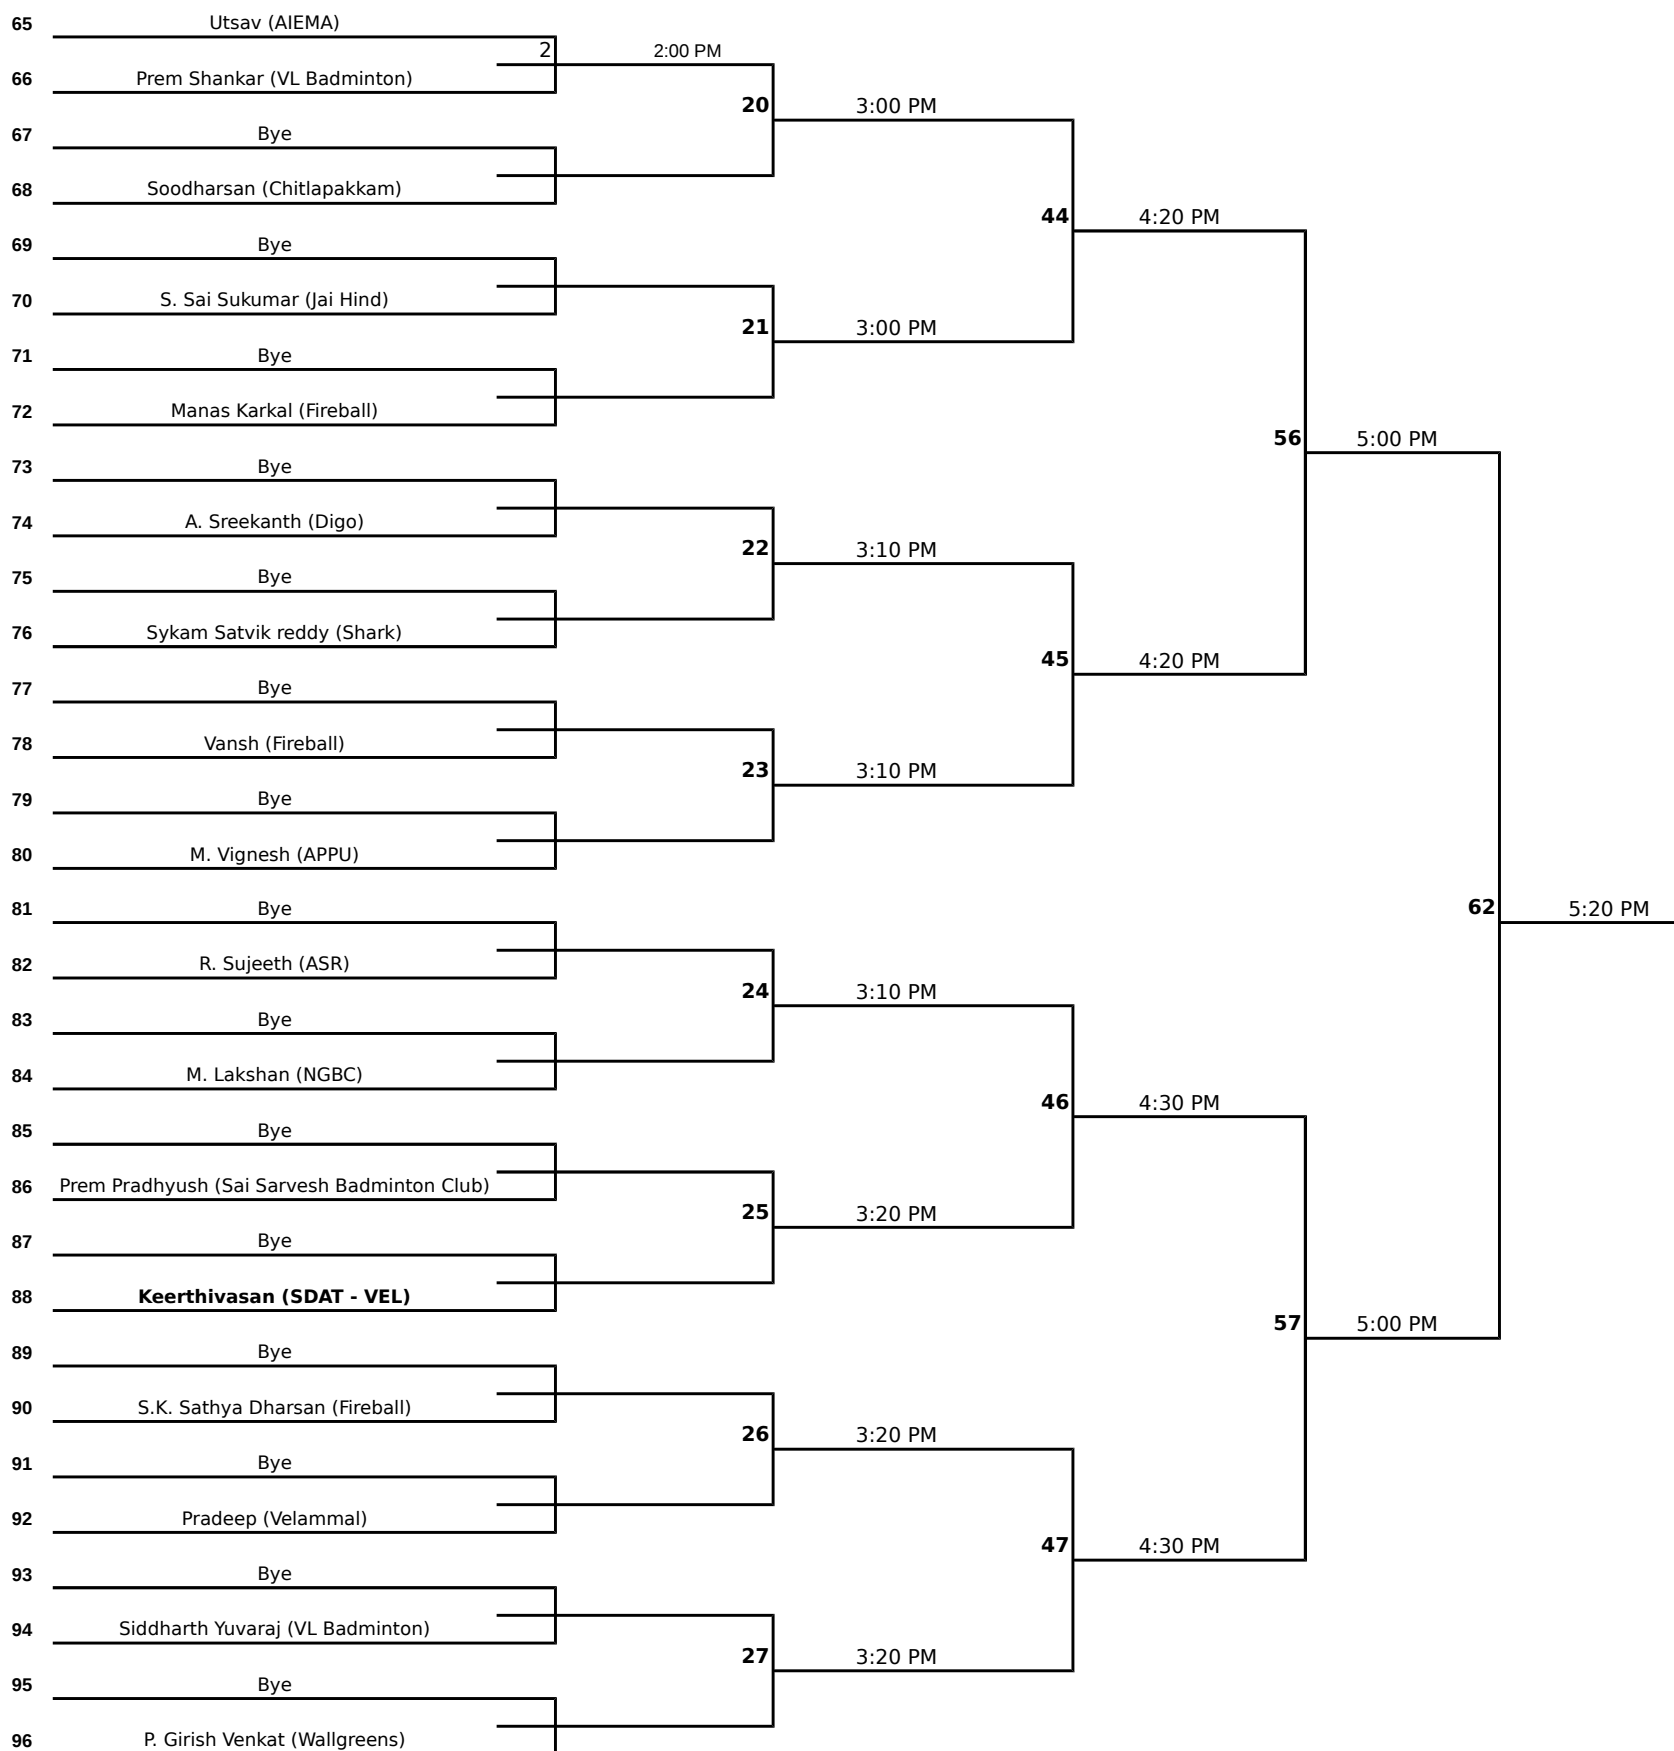 65 Utsav (AIEMA)
2 2:00 PM
66 Prem Shankar (VL Badminton)
20 3:00 PM
67 Bye
68 Soodharsan (Chitlapakkam)
44 4:20 PM
69 Bye
70 S. Sai Sukumar (Jai Hind)
21 3:00 PM
71 Bye
72 Manas Karkal (Fireball)
56 5:00 PM
73 Bye
74 A. Sreekanth (Digo)
22 3:10 PM
75 Bye
76 Sykam Satvik reddy (Shark)
45 4:20 PM
77 Bye
78 Vansh (Fireball)
23 3:10 PM
79 Bye
80 M. Vignesh (APPU)
81 Bye
62 5:20 PM
82 R. Sujeeth (ASR)
24 3:10 PM
83 Bye
84 M. Lakshan (NGBC)
46 4:30 PM
85 Bye
86 Prem Pradhyush (Sai Sarvesh Badminton Club)
25 3:20 PM
87 Bye
88 Keerthivasan (SDAT - VEL)
57 5:00 PM
89 Bye
90 S.K. Sathya Dharsan (Fireball)
26 3:20 PM
91 Bye
92 Pradeep (Velammal)
47 4:30 PM
93 Bye
94 Siddharth Yuvaraj (VL Badminton)
27 3:20 PM
95 Bye
96 P. Girish Venkat (Wallgreens)